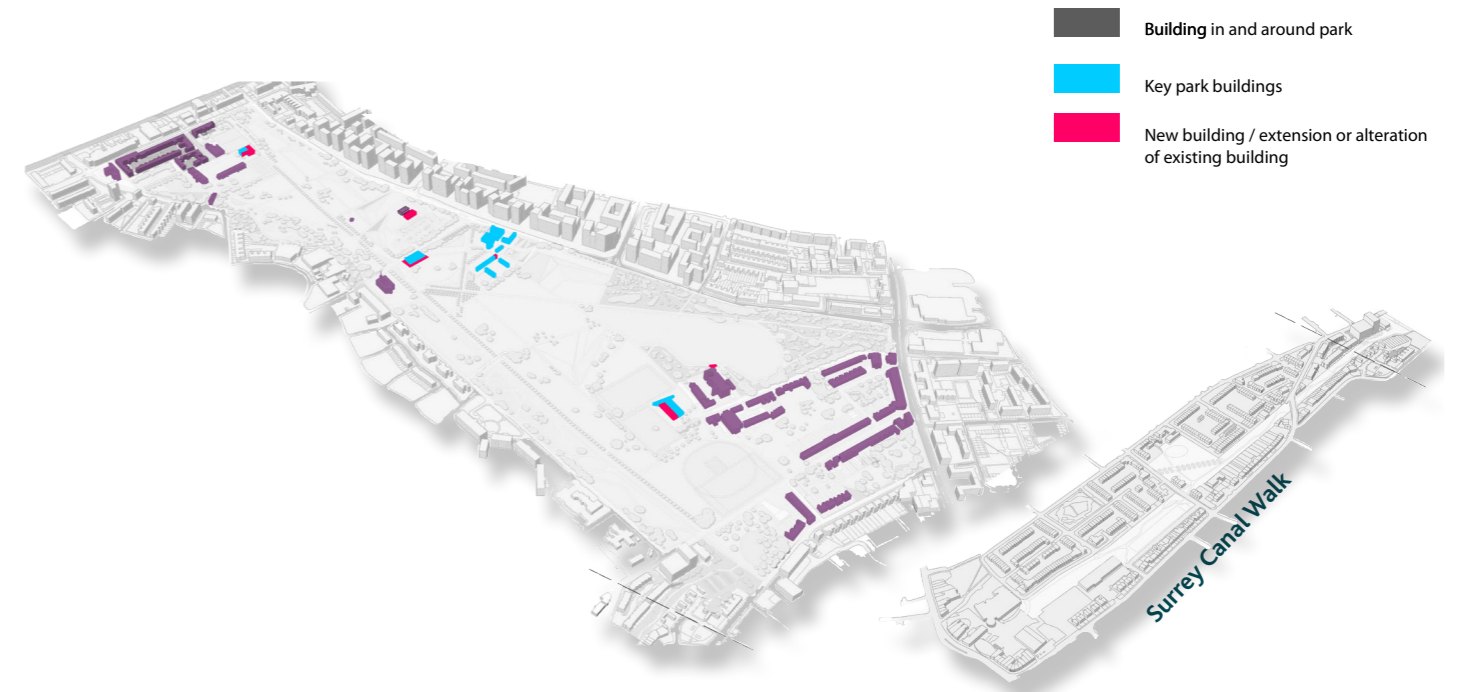 Building in and around park
Key park buildings
New building / extension or alteration
of existing building
Surrey Canal Walk